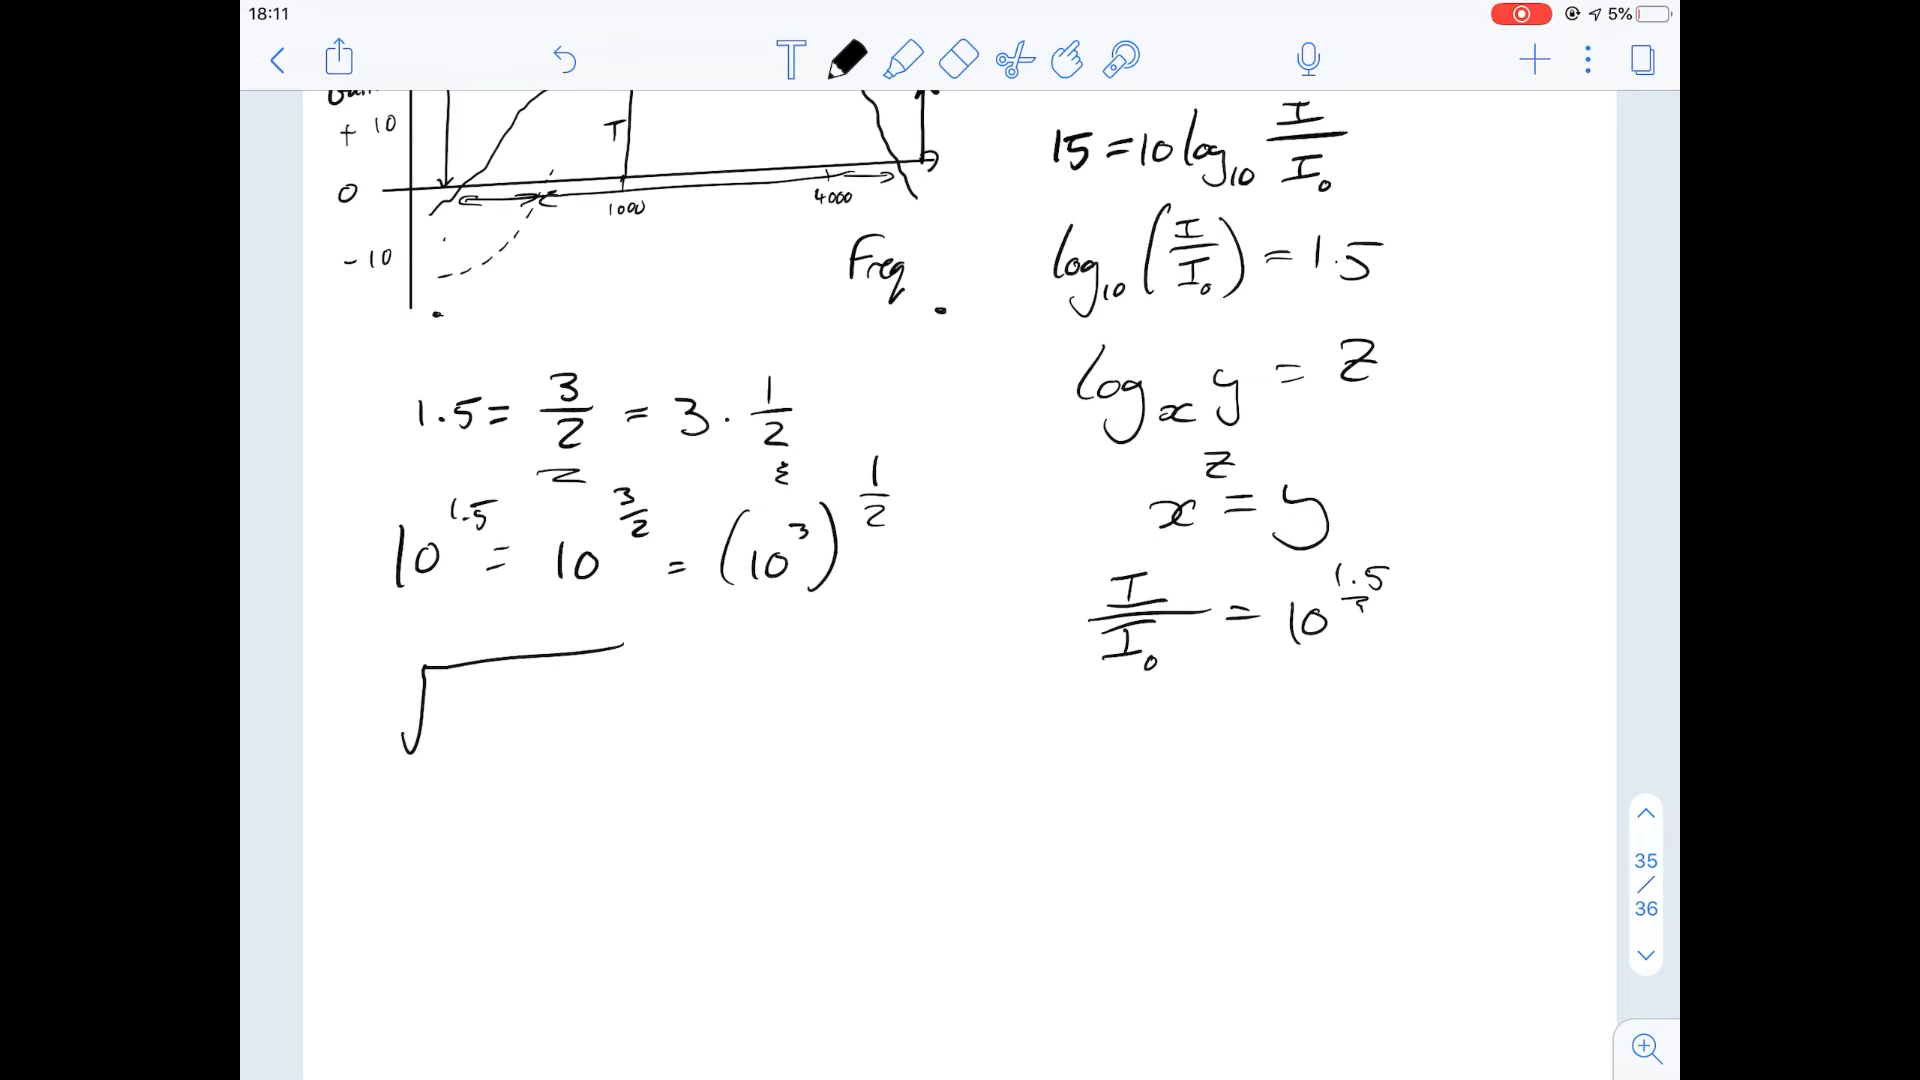 18:11
5%
+ 10
0
- 10
T
1000
4000
Freq
15 = 10 log₁₀ I/I₀
log₁₀ (I/I₀) = 1.5
log_x y = z
x^z = y
I/I₀ = 10^1.5
1.5 = 3/2 = 3 · 1/2
10^1.5 = 10^(3/2) = (10³)^(1/2)
√
35
/
36